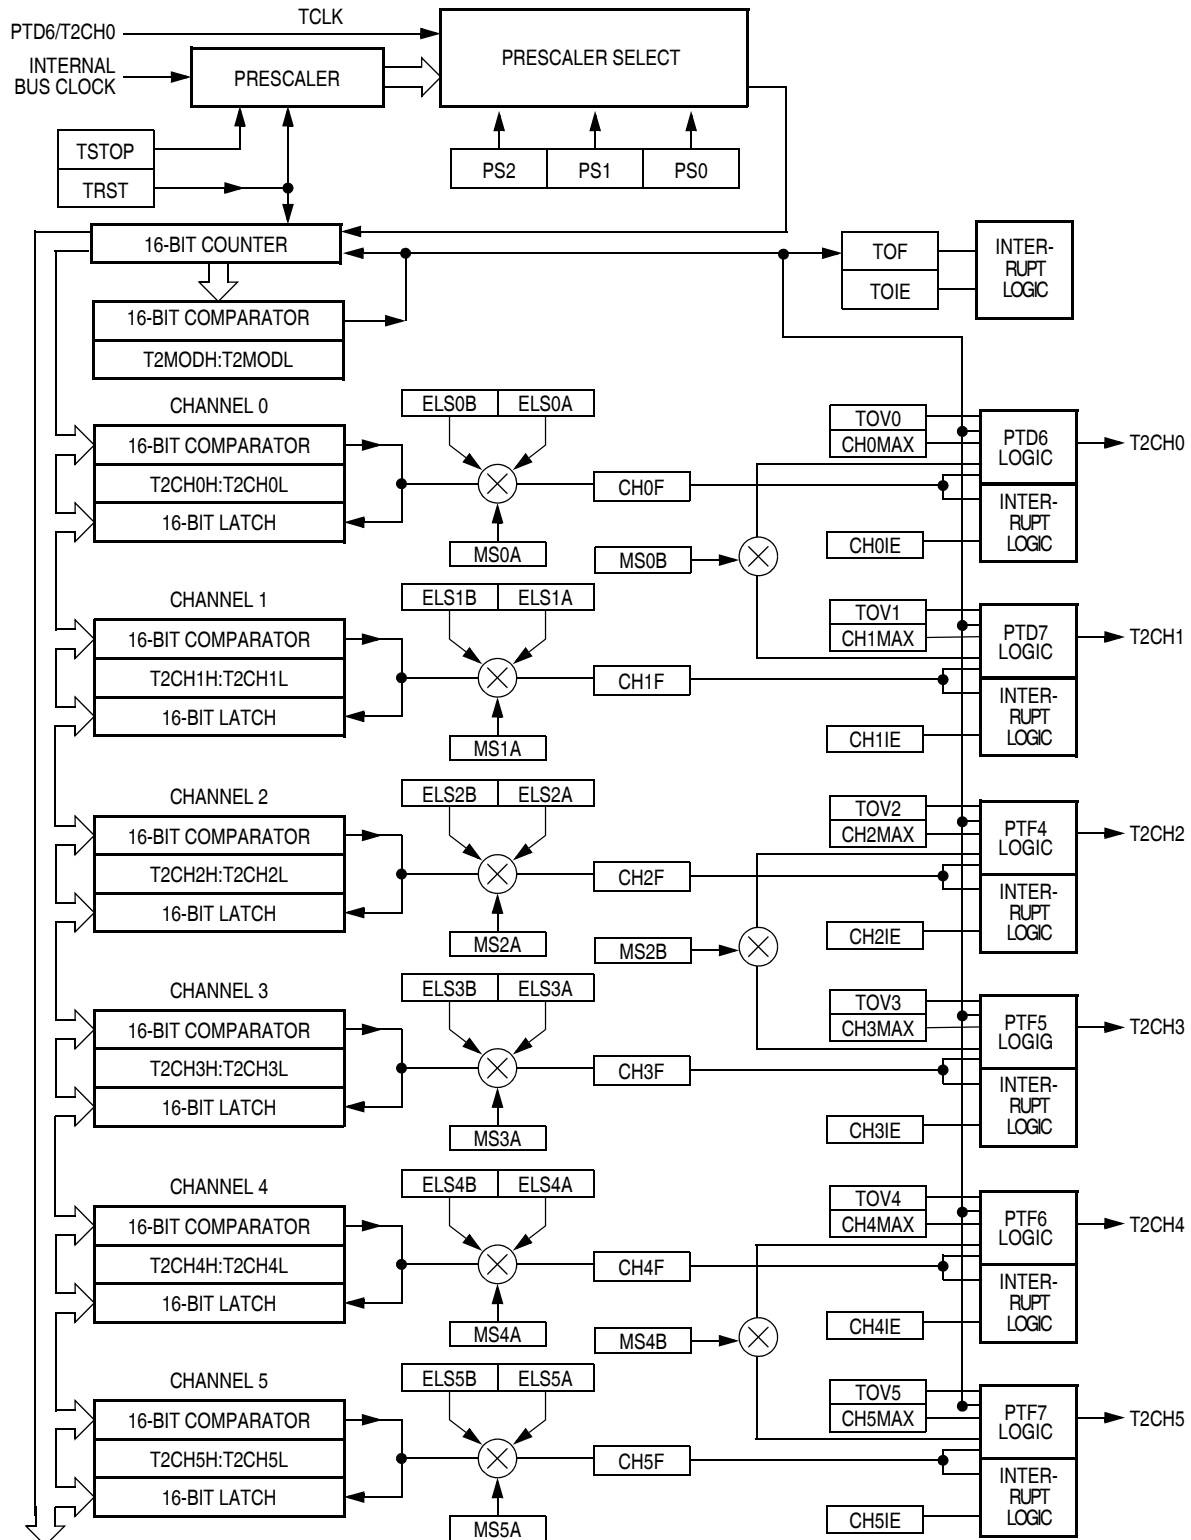 TCLK
PTD6/T2CH0
INTERNAL
BUS CLOCK
PRESCALER
PRESCALER SELECT
TSTOP
TRST
PS2
PS1
PS0
16-BIT COUNTER
16-BIT COMPARATOR
T2MODH:T2MODL
TOF
TOIE
INTER-
RUPT
LOGIC
CHANNEL 0
16-BIT COMPARATOR
T2CH0H:T2CH0L
16-BIT LATCH
ELS0B
ELS0A
MS0A
CH0F
MS0B
TOV0
CH0MAX
CH0IE
PTD6
LOGIC
INTER-
RUPT
LOGIC
T2CH0
CHANNEL 1
16-BIT COMPARATOR
T2CH1H:T2CH1L
16-BIT LATCH
ELS1B
ELS1A
MS1A
CH1F
TOV1
CH1MAX
CH1IE
PTD7
LOGIC
INTER-
RUPT
LOGIC
T2CH1
CHANNEL 2
16-BIT COMPARATOR
T2CH2H:T2CH2L
16-BIT LATCH
ELS2B
ELS2A
MS2A
CH2F
MS2B
TOV2
CH2MAX
CH2IE
PTF4
LOGIC
INTER-
RUPT
LOGIC
T2CH2
CHANNEL 3
16-BIT COMPARATOR
T2CH3H:T2CH3L
16-BIT LATCH
ELS3B
ELS3A
MS3A
CH3F
TOV3
CH3MAX
CH3IE
PTF5
LOGIG
INTER-
RUPT
LOGIC
T2CH3
CHANNEL 4
16-BIT COMPARATOR
T2CH4H:T2CH4L
16-BIT LATCH
ELS4B
ELS4A
MS4A
CH4F
MS4B
TOV4
CH4MAX
CH4IE
PTF6
LOGIC
INTER-
RUPT
LOGIC
T2CH4
CHANNEL 5
16-BIT COMPARATOR
T2CH5H:T2CH5L
16-BIT LATCH
ELS5B
ELS5A
MS5A
CH5F
TOV5
CH5MAX
CH5IE
PTF7
LOGIC
INTER-
RUPT
LOGIC
T2CH5